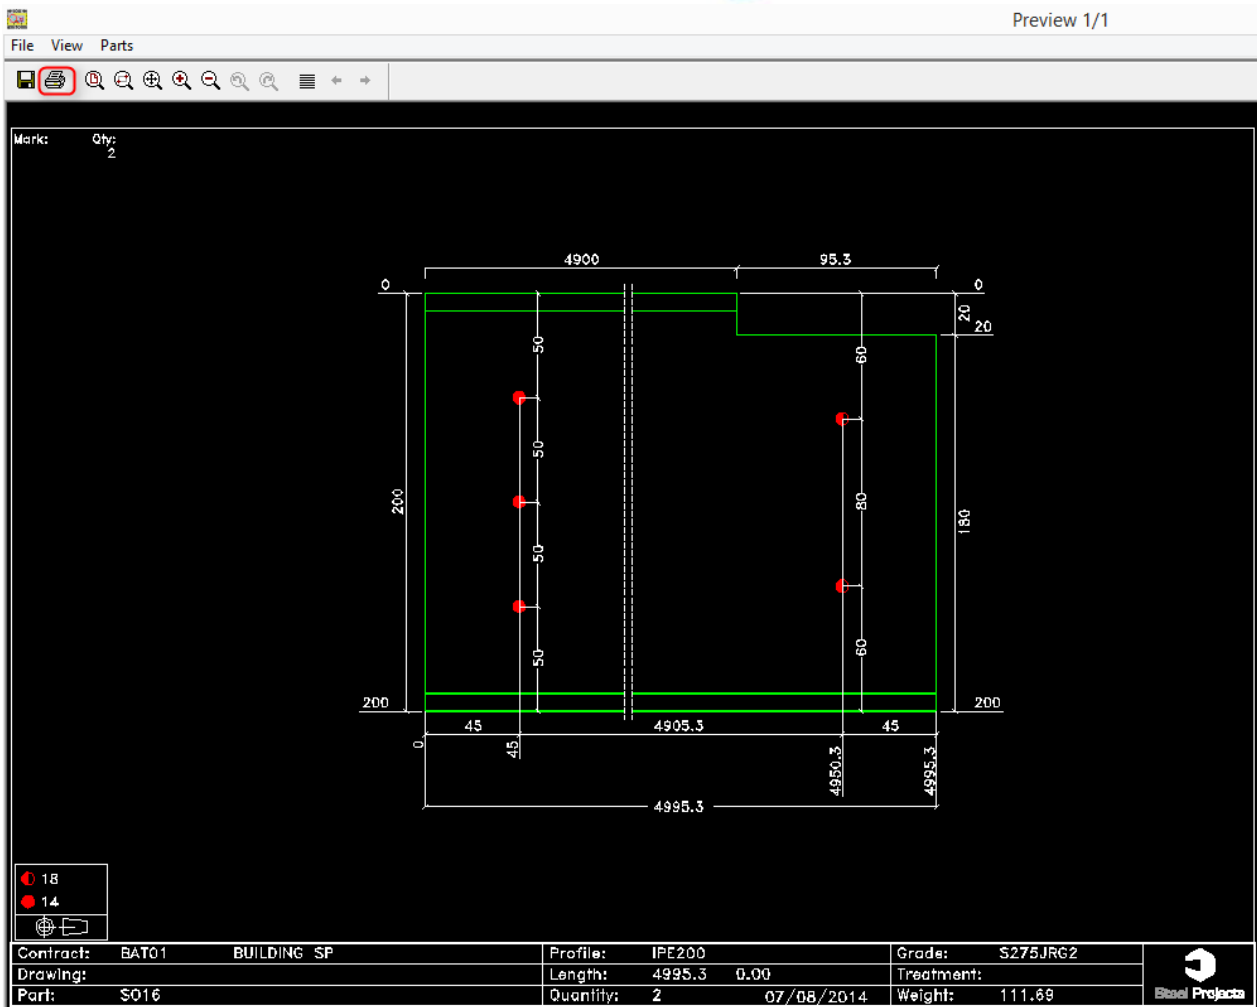 Preview 1/1
File View Parts
Mark: Qty:
2
4900 95.3
0 0
20
20
50 60
50
200 80
180
50
50 60
200 200
45 4905.3 45
0 45 4950.3 4995.3
4995.3
18
14
Contract: BAT01 BUILDING SP Profile: IPE200 Grade: S275JRG2
Drawing: Length: 4995.3 0.00 Treatment:
Part: S016 Quantity: 2 07/08/2014 Weight: 111.69
Steel Projects